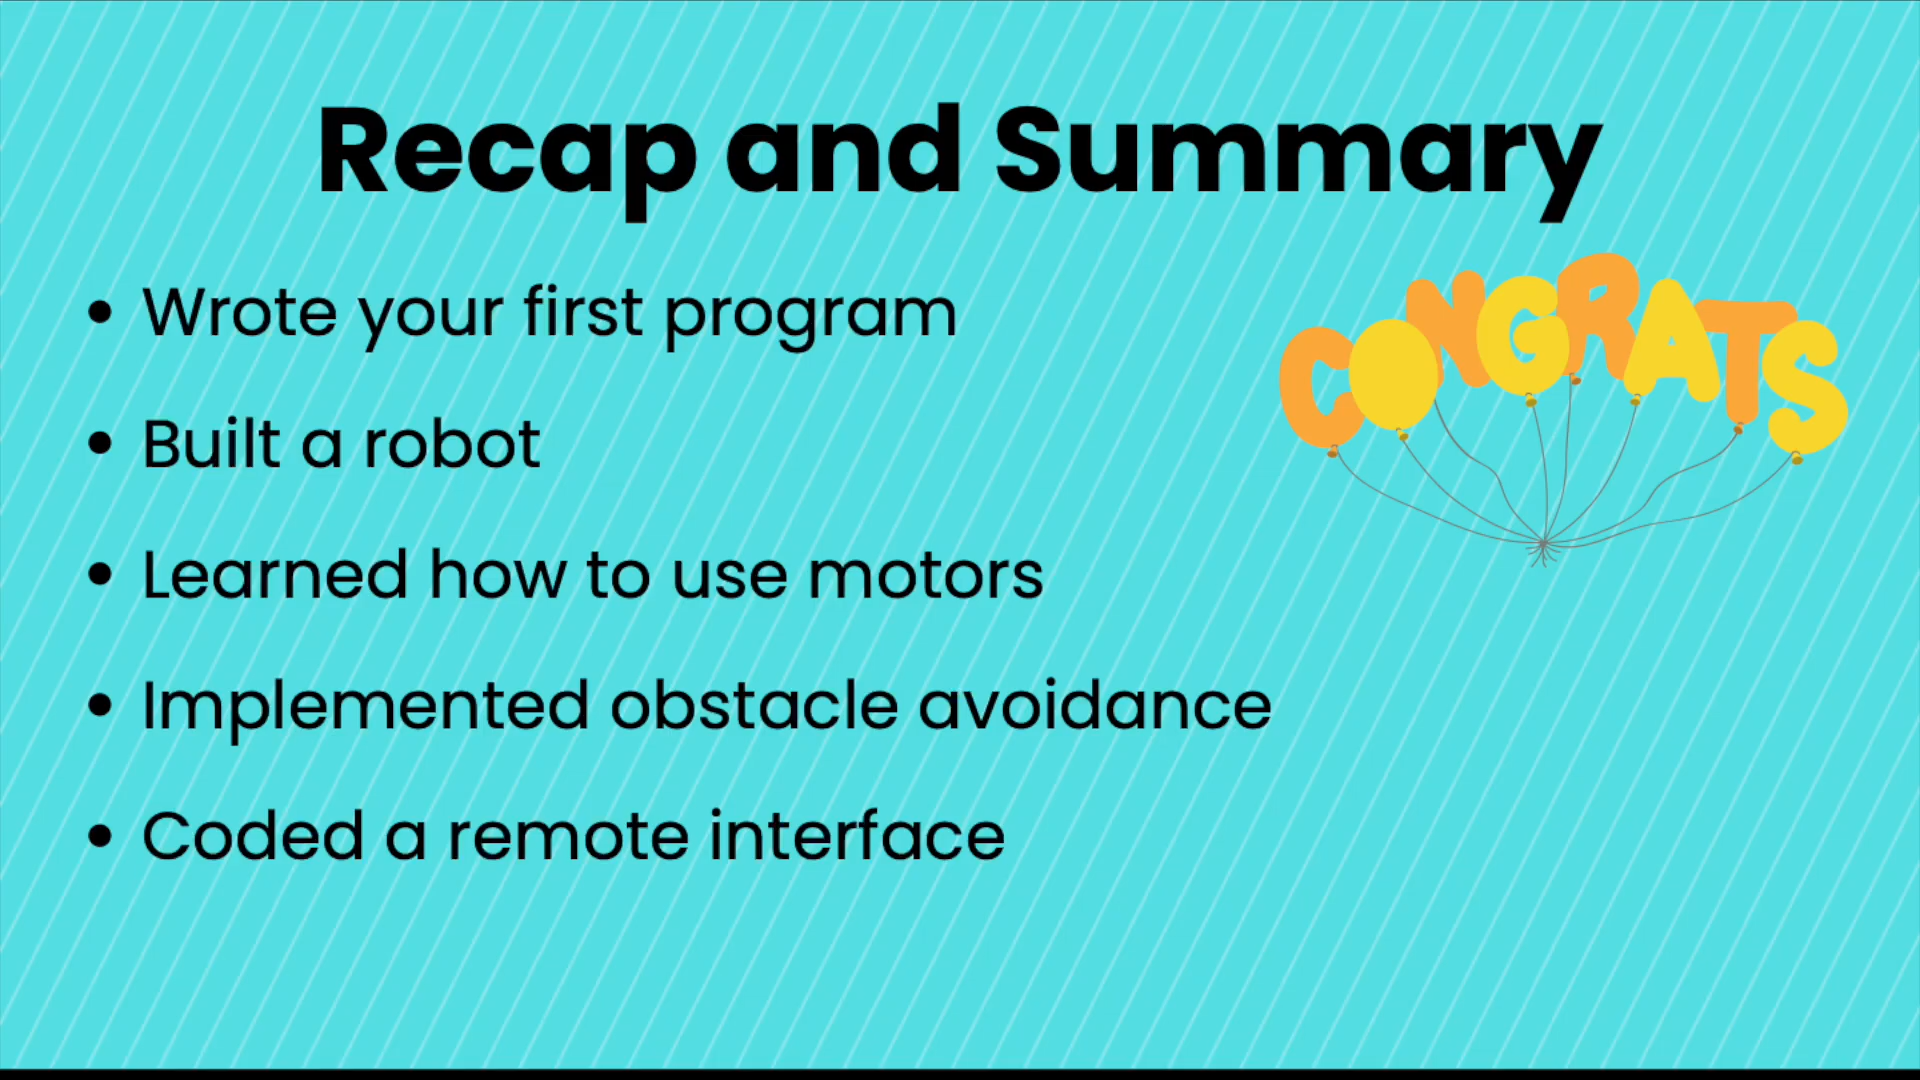 Recap and Summary
• Wrote your first program
• Built a robot
• Learned how to use motors
• Implemented obstacle avoidance
• Coded a remote interface
CONGRATS